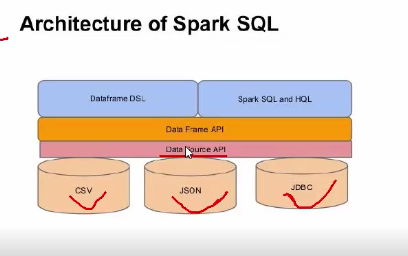 Architecture of Spark SQL
Dataframe DSL
Spark SQL and HQL
Data Frame API
Data Source API
CSV
JSON
JDBC